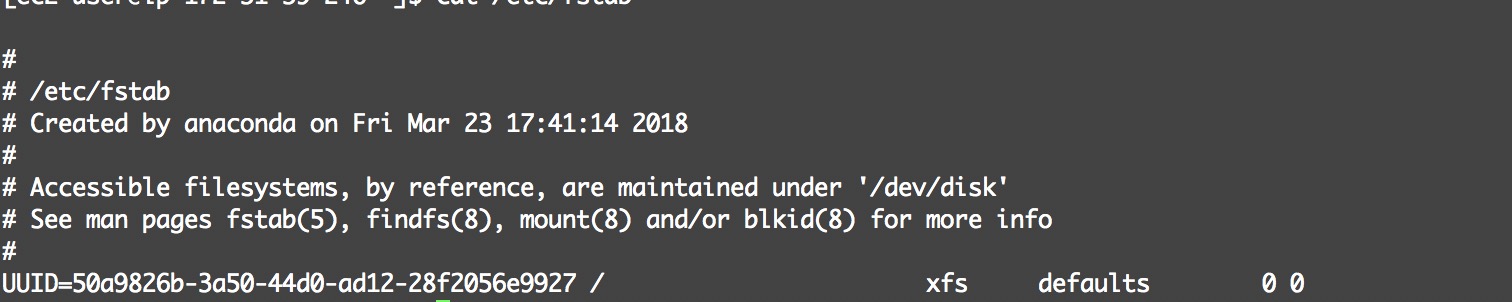 #
# /etc/fstab
# Created by anaconda on Fri Mar 23 17:41:14 2018
#
# Accessible filesystems, by reference, are maintained under '/dev/disk'
# See man pages fstab(5), findfs(8), mount(8) and/or blkid(8) for more info
#
UUID=50a9826b-3a50-44d0-ad12-28f2056e9927 / xfs defaults 0 0